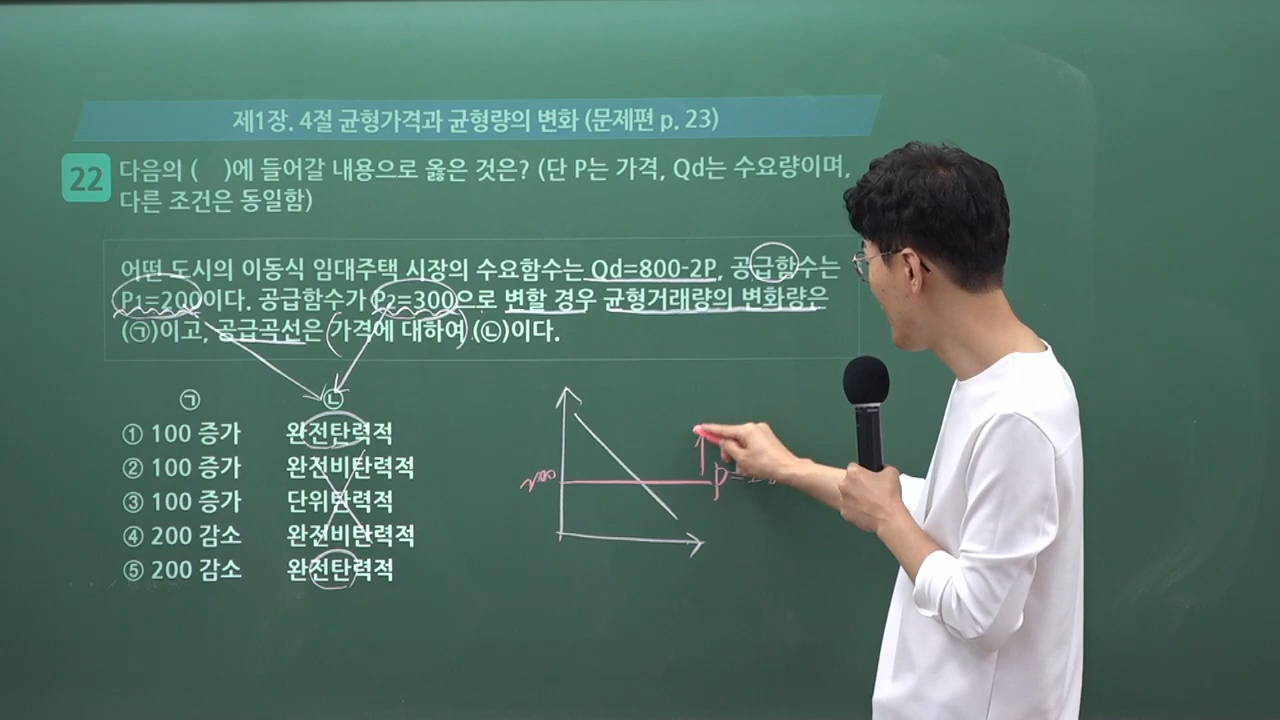 제1장. 4절 균형가격과 균형량의 변화 (문제편 p. 23)
22 다음의 (   )에 들어갈 내용으로 옳은 것은? (단 P는 가격, Qd는 수요량이며,
다른 조건은 동일함)
어떤 도시의 이동식 임대주택 시장의 수요함수는 Qd=800-2P, 공급함수는
P1=200이다. 공급함수가 P2=300으로 변할 경우 균형거래량의 변화량은
(㉠)이고, 공급곡선은 가격에 대하여 (㉡)이다.
㉠ ㉡
① 100 증가 완전탄력적
② 100 증가 완전비탄력적
③ 100 증가 단위탄력적
④ 200 감소 완전비탄력적
⑤ 200 감소 완전탄력적
200 P=